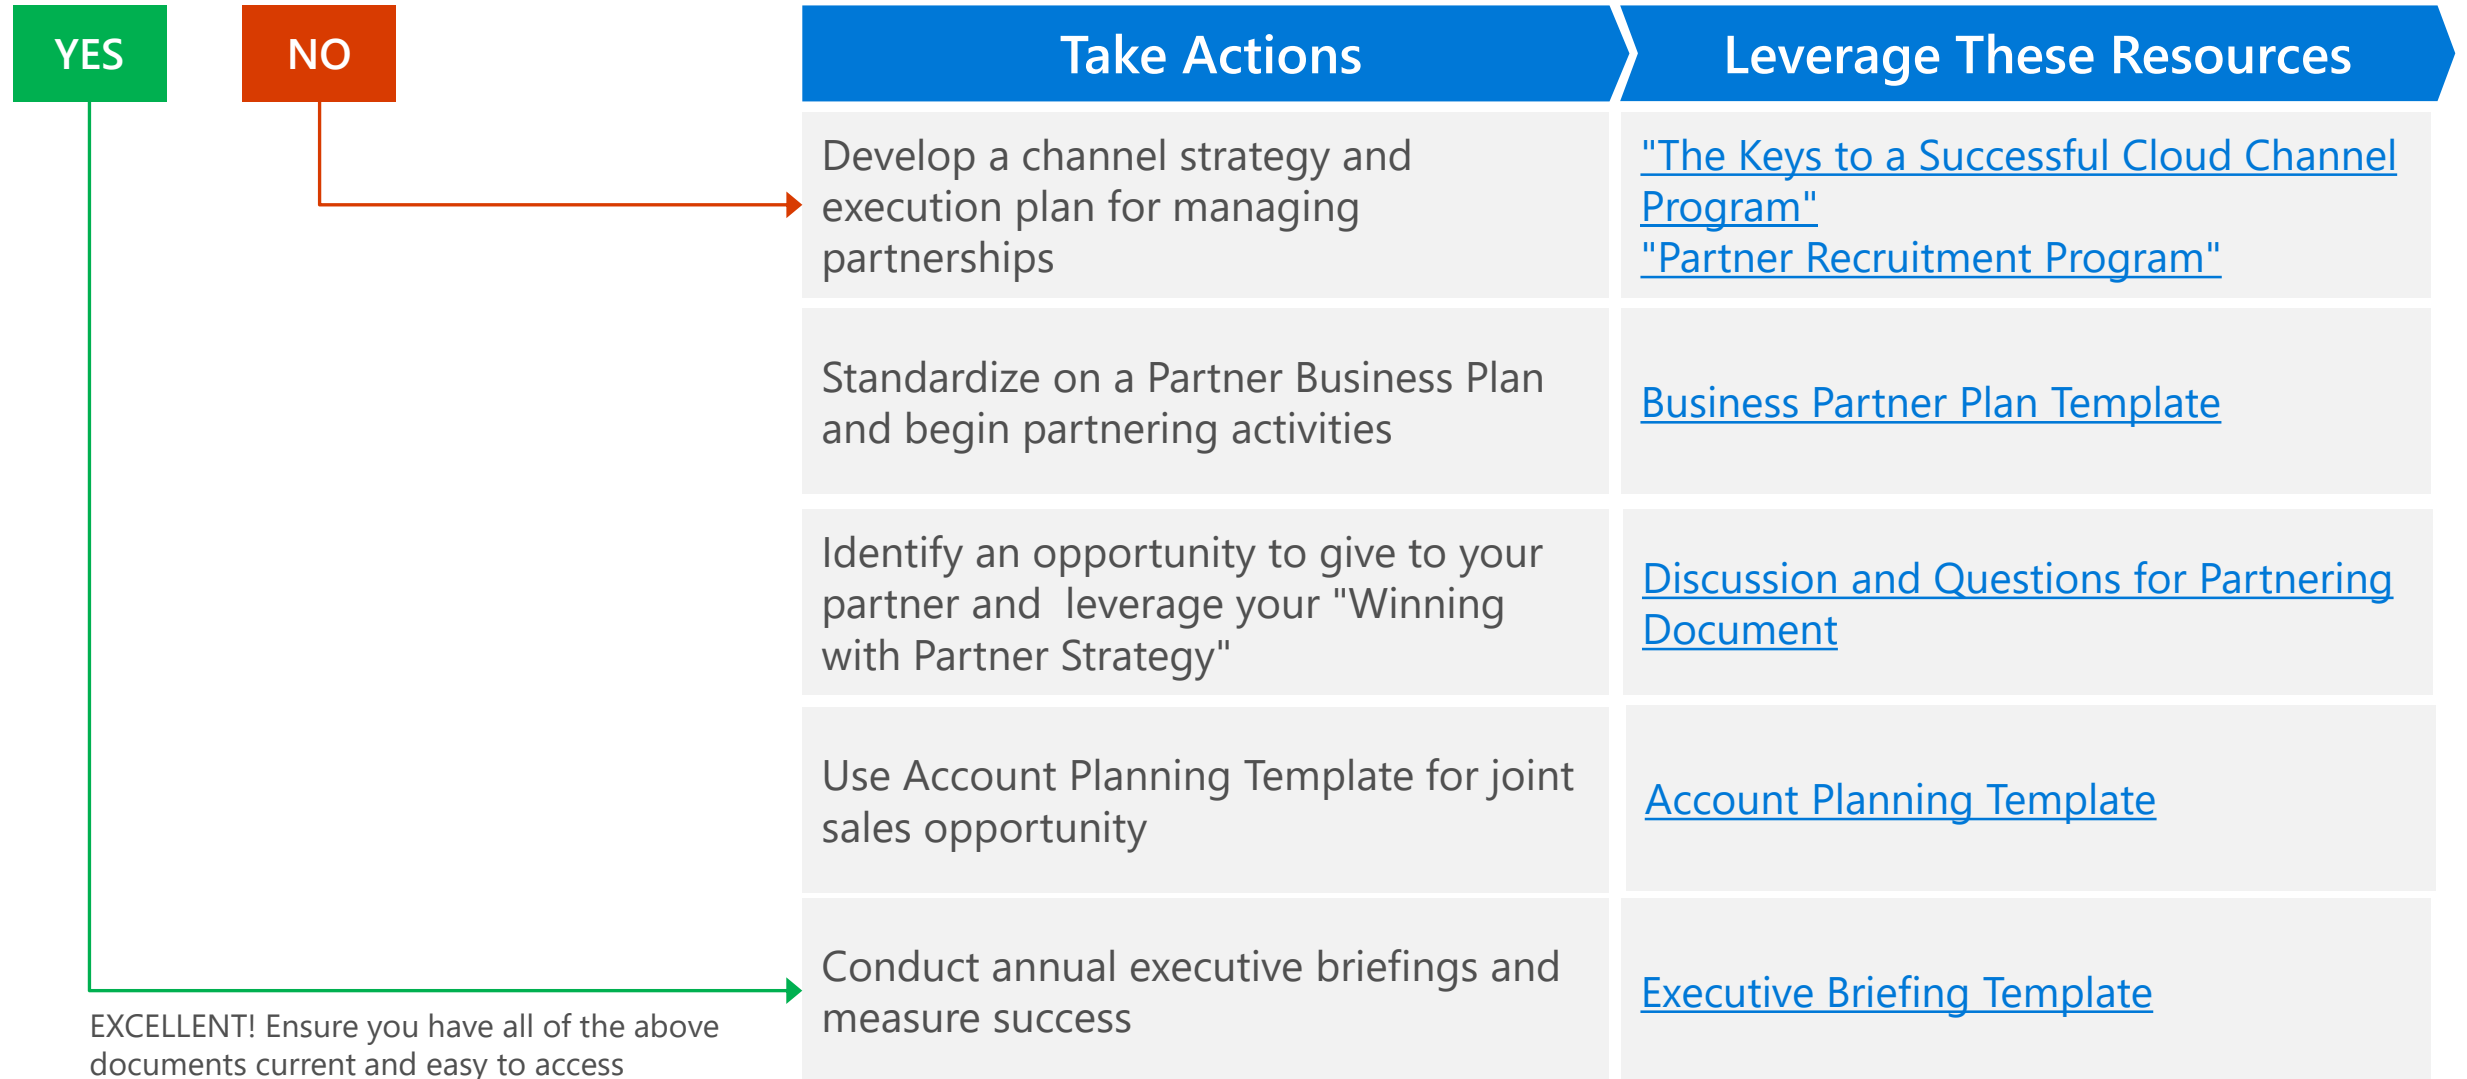 YES
NO
Take Actions
Leverage These Resources
Develop a channel strategy and
execution plan for managing
partnerships
"The Keys to a Successful Cloud Channel
Program"
"Partner Recruitment Program"
Standardize on a Partner Business Plan
and begin partnering activities
Business Partner Plan Template
Identify an opportunity to give to your
partner and  leverage your "Winning
with Partner Strategy"
Discussion and Questions for Partnering
Document
Use Account Planning Template for joint
sales opportunity
Account Planning Template
Conduct annual executive briefings and
measure success
Executive Briefing Template
EXCELLENT! Ensure you have all of the above
documents current and easy to access